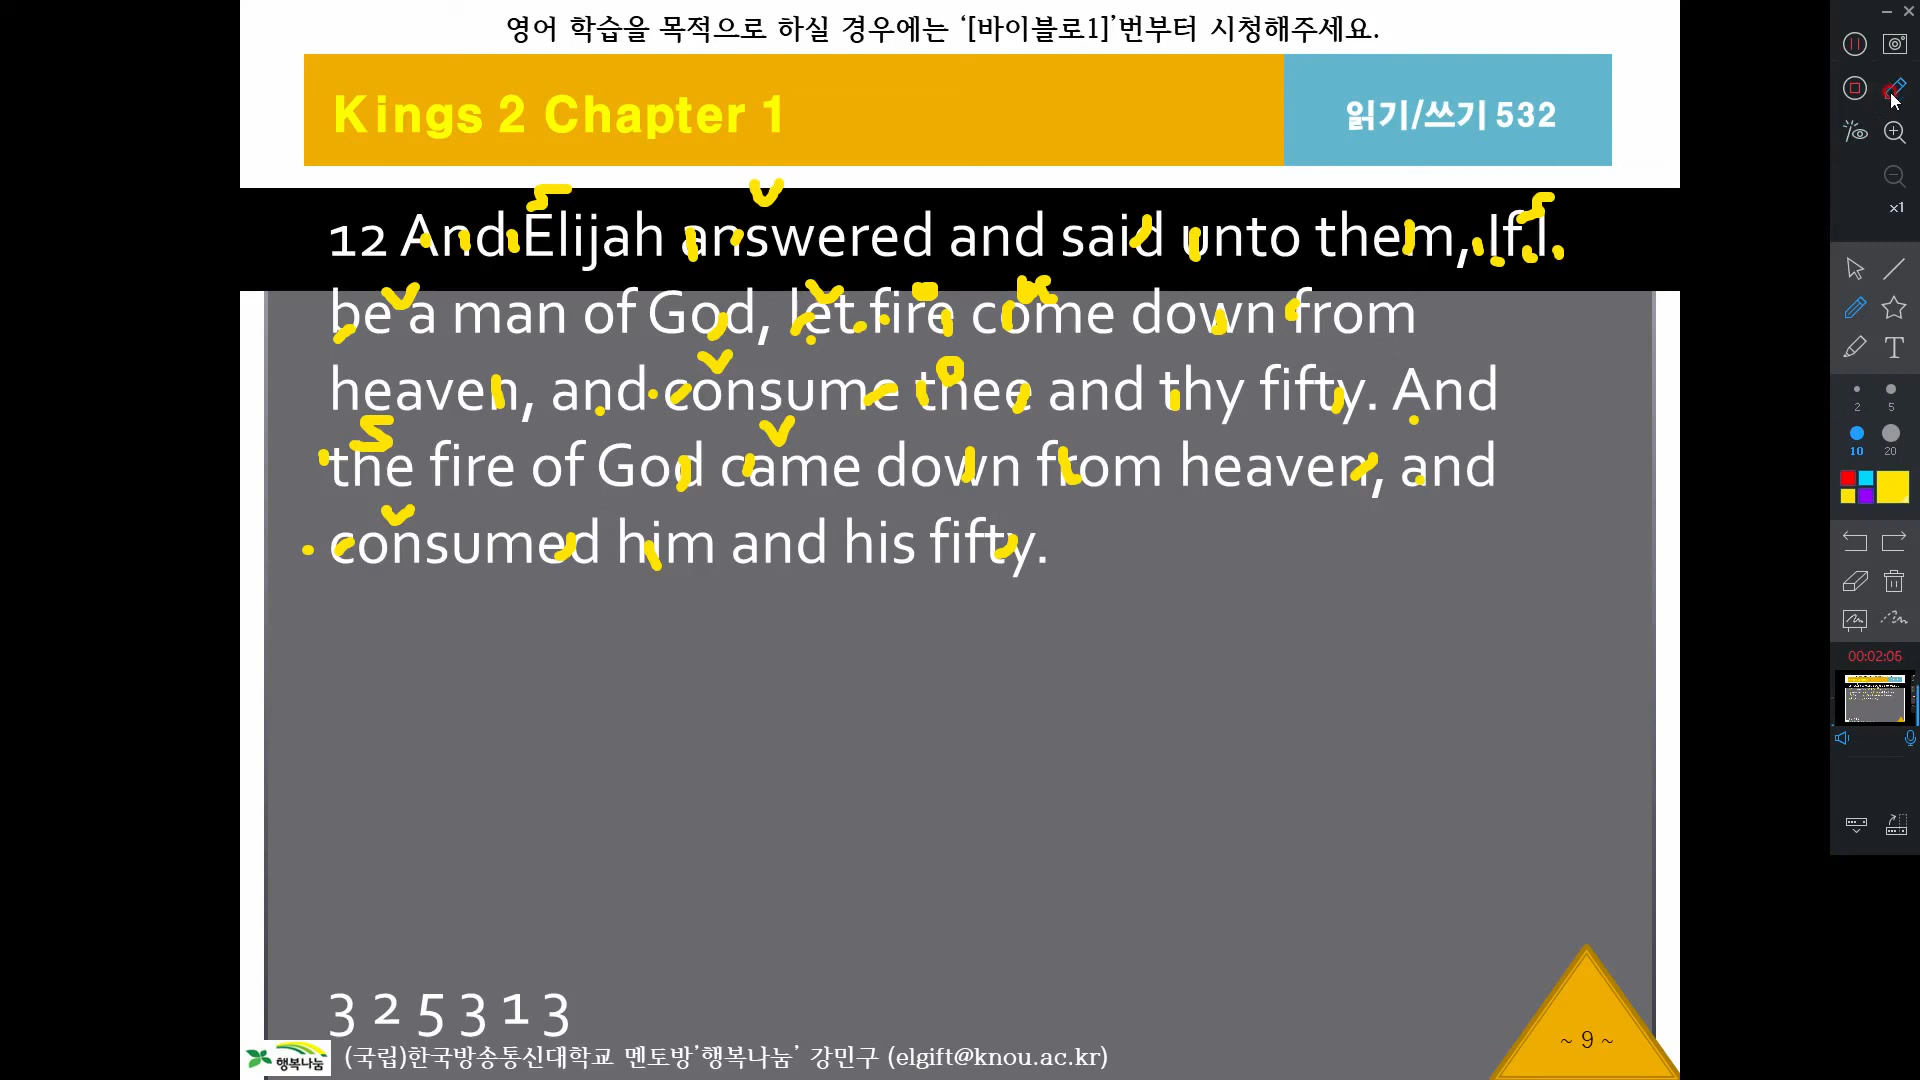 영어 학습을 목적으로 하실 경우에는 ‘[바이블로1]’번부터 시청해주세요.
Kings 2 Chapter 1
읽기/쓰기 532
12 And Elijah answered and said unto them, If I
be a man of God, let fire come down from
heaven, and consume thee and thy fifty. And
the fire of God came down from heaven, and
consumed him and his fifty.
3 2 5 3 1 3
행복나눔
(국립)한국방송통신대학교 멘토방’행복나눔’ 강민구 (elgift@knou.ac.kr)
~ 9 ~
x1
T
2 5
10 20
00:02:06